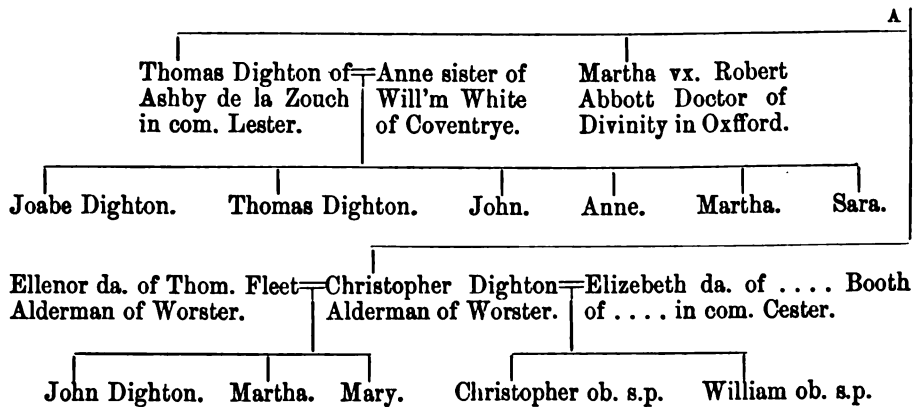 A
Thomas Dighton of
Ashby de la Zouch
in com. Lester.
Anne sister of
Will'm White
of Coventrye.
Martha vx. Robert
Abbott Doctor of
Divinity in Oxfford.
Joabe Dighton. Thomas Dighton. John. Anne. Martha. Sara.
Ellenor da. of Thom. Fleet
Alderman of Worster.
Christopher Dighton
Alderman of Worster.
Elizebeth da. of .... Booth
of .... in com. Cester.
John Dighton. Martha. Mary. Christopher ob. s.p. William ob. s.p.